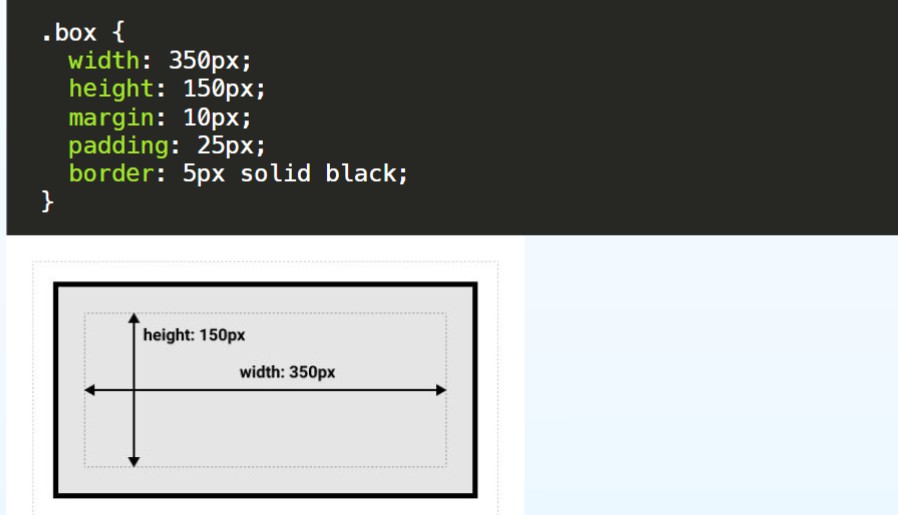 .box {
  width: 350px;
  height: 150px;
  margin: 10px;
  padding: 25px;
  border: 5px solid black;
}
height: 150px
width: 350px